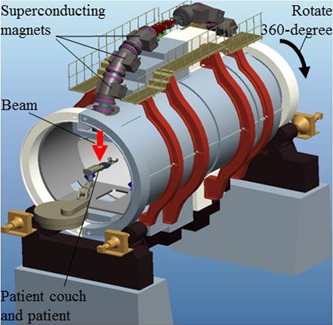 Superconducting
magnets
Rotate
360-degree
Beam
Patient couch
and patient